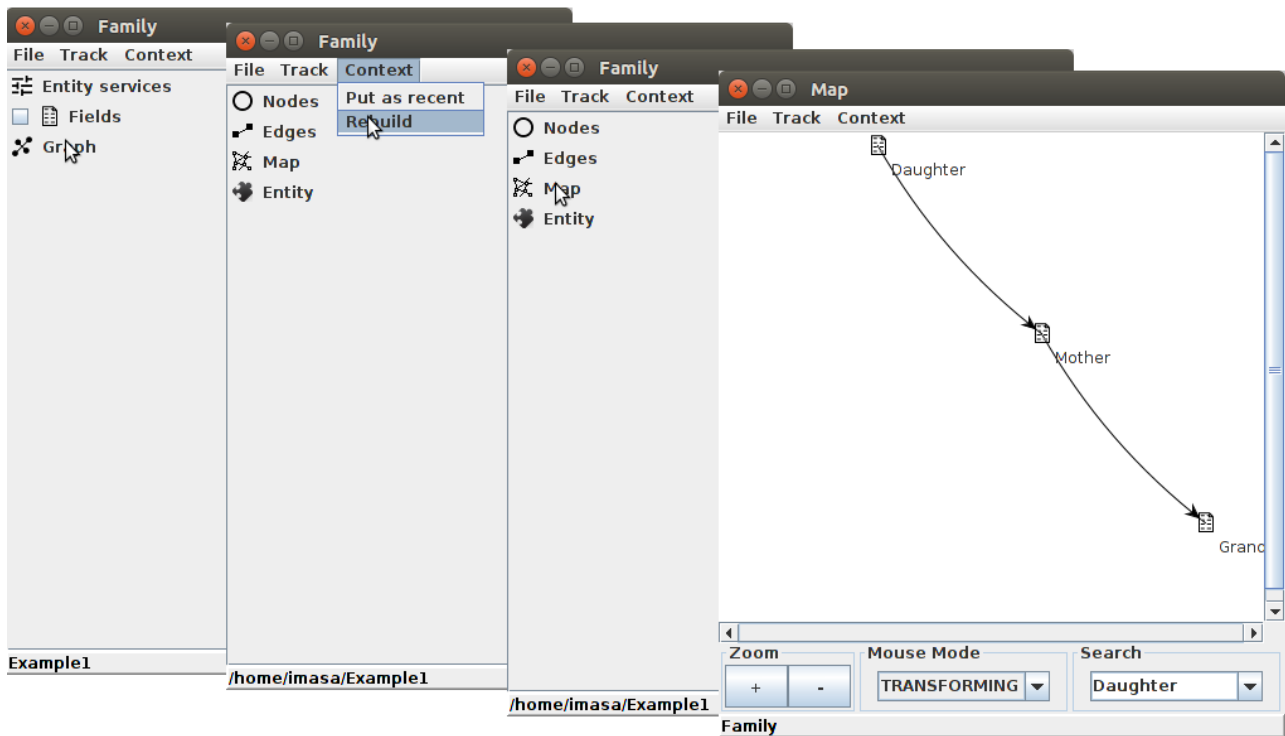 Family
File Track Context
Entity services
Fields
Graph
Example1
Family
File Track Context
Put as recent
Rebuild
Nodes
Edges
Map
Entity
/home/imasa/Example1
Family
File Track Context
Nodes
Edges
Map
Entity
/home/imasa/Example1
Map
File Track Context
Daughter
Mother
Grand
Zoom
+ -
Mouse Mode
TRANSFORMING
Search
Daughter
Family